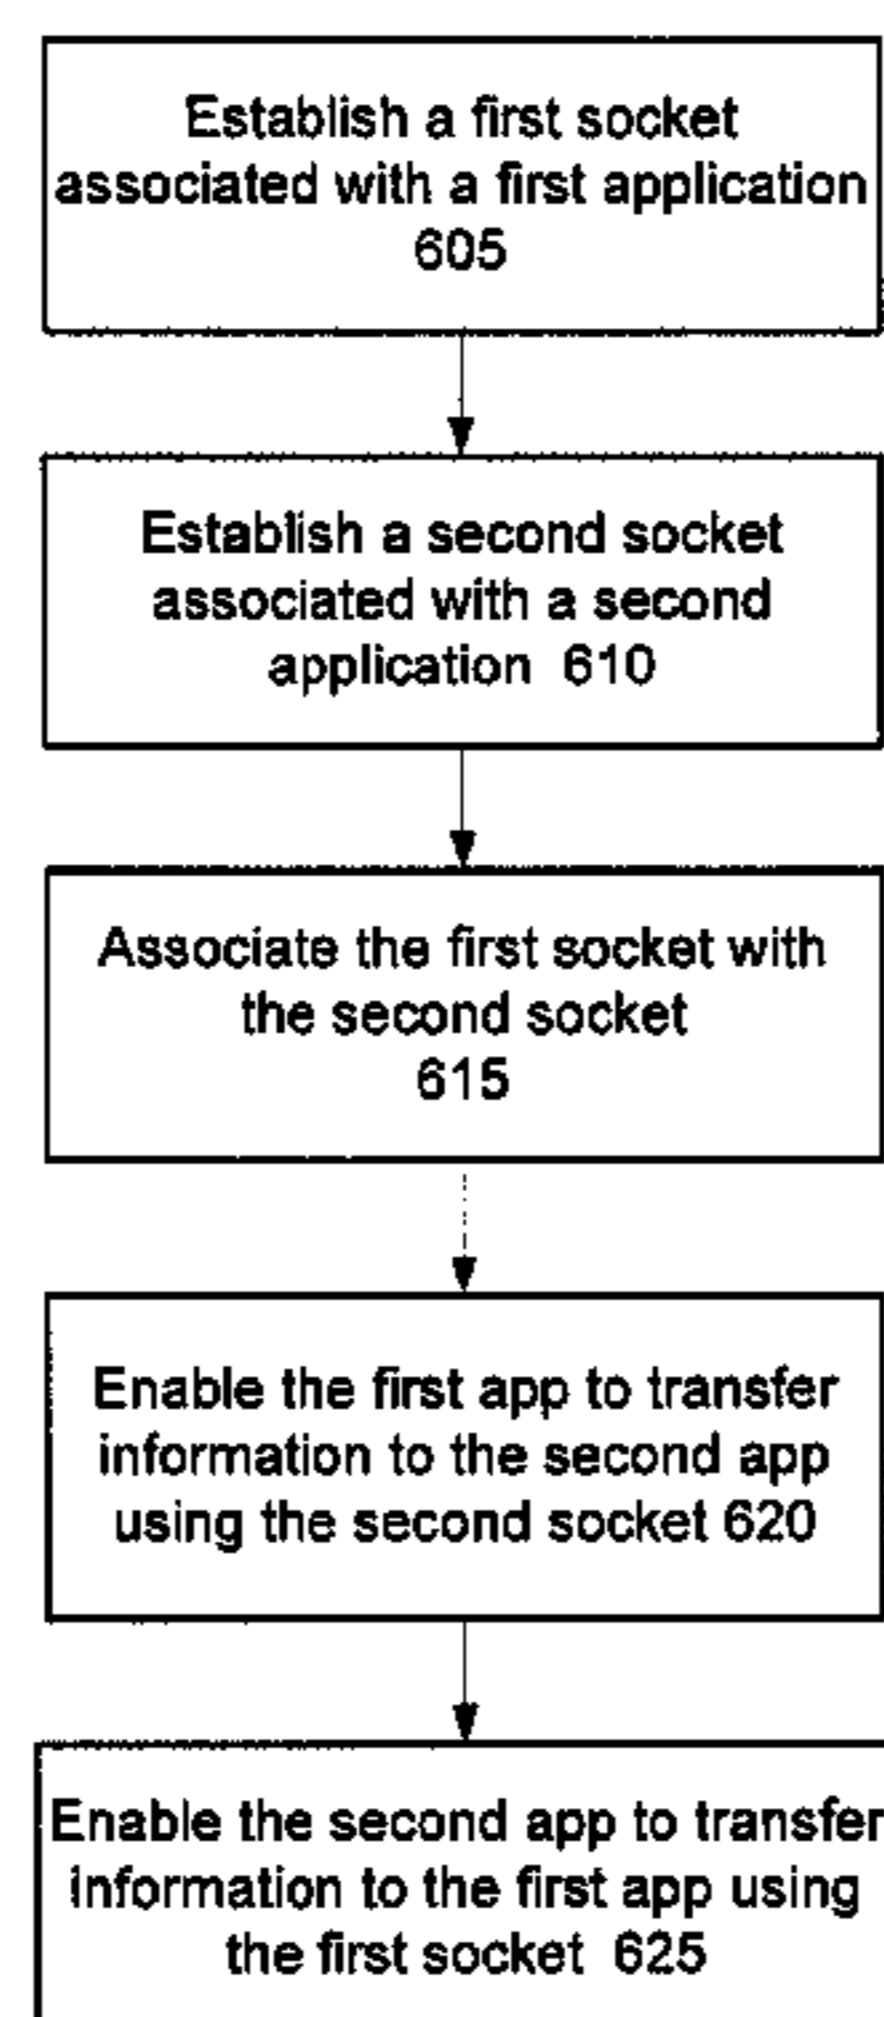 Establish a first socket
associated with a first application
605
Establish a second socket
associated with a second
application 610
Associate the first socket with
the second socket
615
Enable the first app to transfer
information to the second app
using the second socket 620
Enable the second app to transfer
information to the first app using
the first socket 625